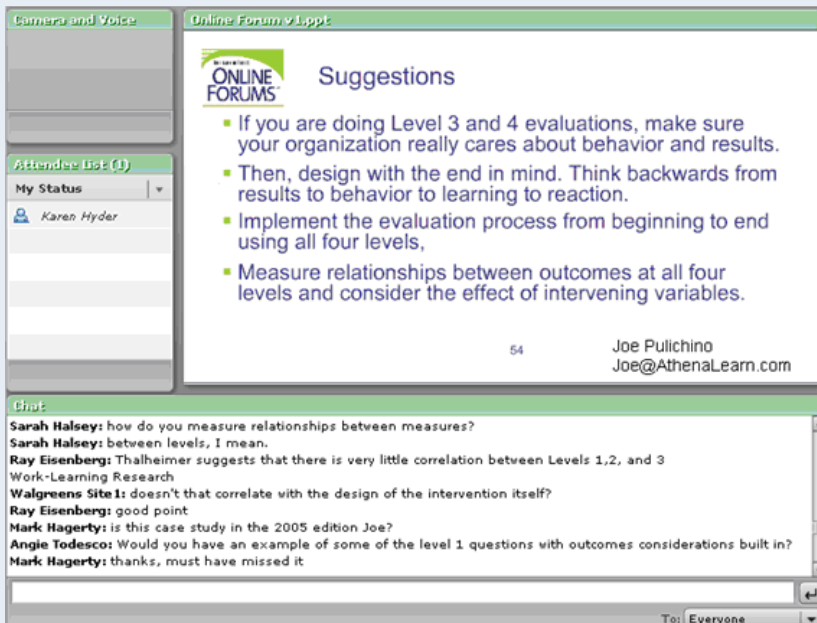 Camera and Voice
Online Forum v1.ppt
ONLINE
FORUMS
Suggestions
If you are doing Level 3 and 4 evaluations, make sure
your organization really cares about behavior and results.
Then, design with the end in mind. Think backwards from
results to behavior to learning to reaction.
Implement the evaluation process from beginning to end
using all four levels,
Measure relationships between outcomes at all four
levels and consider the effect of intervening variables.
54
Joe Pulichino
Joe@AthenaLearn.com
Attendee List (1)
My Status
Karen Hyder
Chat
Sarah Halsey: how do you measure relationships between measures?
Sarah Halsey: between levels, I mean.
Ray Eisenberg: Thalheimer suggests that there is very little correlation between Levels 1,2, and 3
Work-Learning Research
Walgreens Site1: doesn't that correlate with the design of the intervention itself?
Ray Eisenberg: good point
Mark Hagerty: is this case study in the 2005 edition Joe?
Angie Todesco: Would you have an example of some of the level 1 questions with outcomes considerations built in?
Mark Hagerty: thanks, must have missed it
To: Everyone